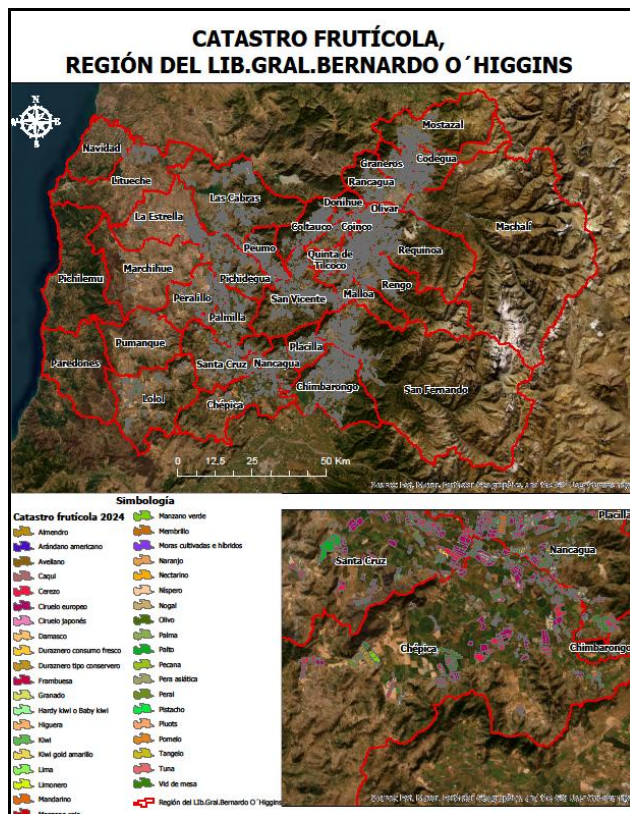 CATASTRO FRUTÍCOLA,
REGIÓN DEL LIB.GRAL.BERNARDO O´HIGGINS
N
W
E
S
Mostazal
Navidad
Graneros
Codegua
Litueche
Rancagua
Las Cabras
Donihue
La Estrella
Olivar
Coltauco
Coinco
Machalí
Peumo
Requinoa
Quinta de
Tilcoco
Marchihue
Pichilemu
Pichidegua
Rengo
Peralillo
San Vicente
Malloa
Palmilla
Pumanque
Placilla
Paredones
Santa Cruz
Nancagua
Chimbarongo
San Fernando
Lolol
Chépica
0 12,5 25 50 Km
Simbología
Catastro frutícola 2024
Almendro
Arándano americano
Avellano
Caqui
Cerezo
Ciruelo europeo
Ciruelo japonés
Damasco
Duraznero consumo fresco
Duraznero tipo conservero
Frambuesa
Granado
Hardy kiwi o Baby kiwi
Higuera
Kiwi
Kiwi gold amarillo
Lima
Limonero
Mandarino
Manzano verde
Membrillo
Moras cultivadas e híbridos
Naranjo
Nectarino
Níspero
Nogal
Olivo
Palma
Palto
Pecana
Pera asiática
Peral
Pistacho
Pluots
Pomelo
Tangelo
Tuna
Vid de mesa
Región del Lib.Gral.Bernardo O´Higgins
Placilla
Santa Cruz
Nancagua
Chépica
Chimbarongo